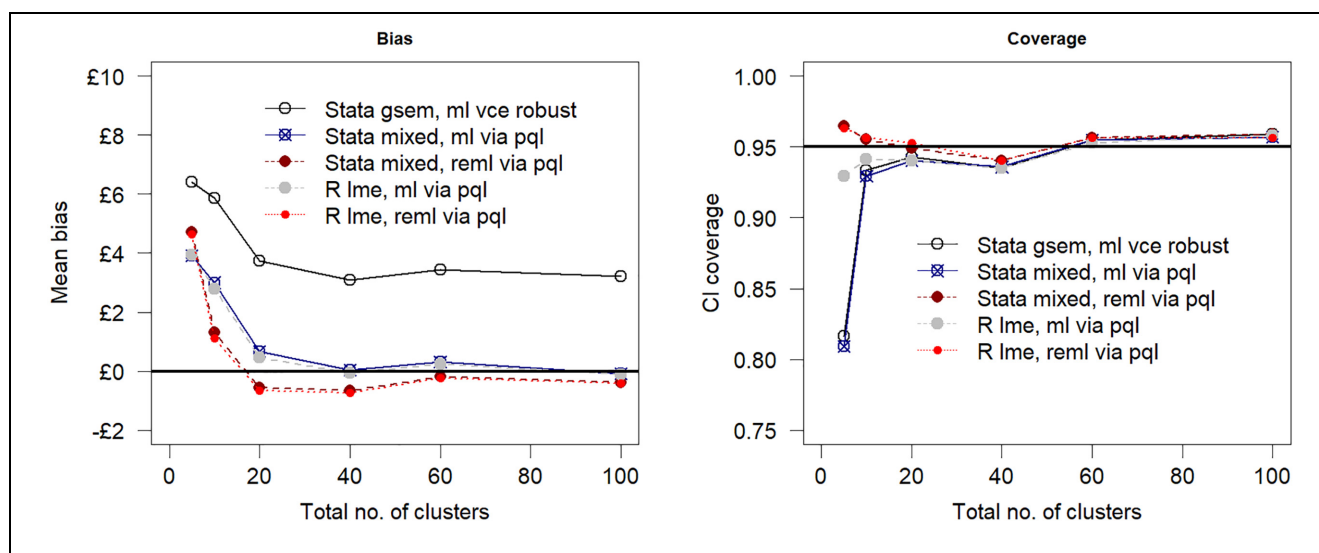 Bias
£10
£8
£6
£4
£2
£0
-£2
Mean bias
Stata gsem, ml vce robust
Stata mixed, ml via pql
Stata mixed, reml via pql
R lme, ml via pql
R lme, reml via pql
0 20 40 60 80 100
Total no. of clusters
Coverage
1.00
0.95
0.90
0.85
0.80
0.75
CI coverage
Stata gsem, ml vce robust
Stata mixed, ml via pql
Stata mixed, reml via pql
R lme, ml via pql
R lme, reml via pql
0 20 40 60 80 100
Total no. of clusters